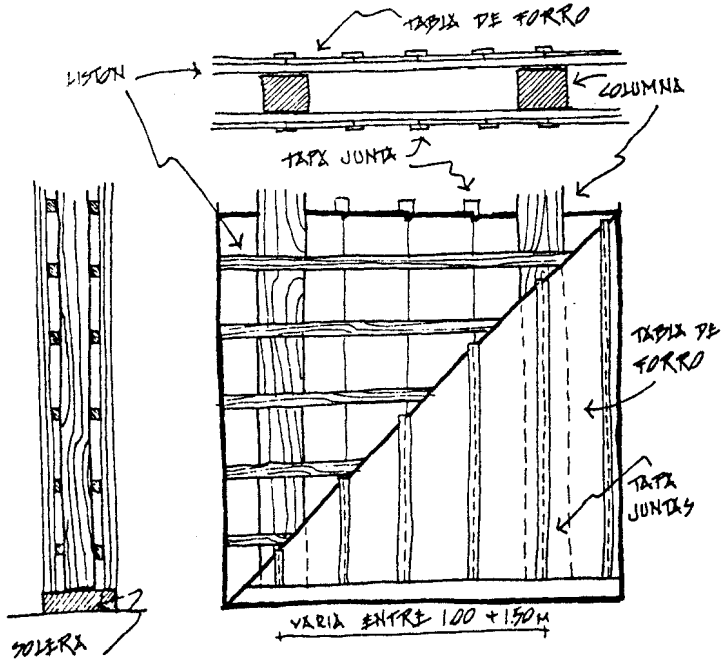 TABLA DE FORRO
LISTON
COLUMNA
TAPA JUNTA
TABLA DE
FORRO
TAPA
JUNTAS
VARIA ENTRE 1.00 + 1.50 M
SOLERA